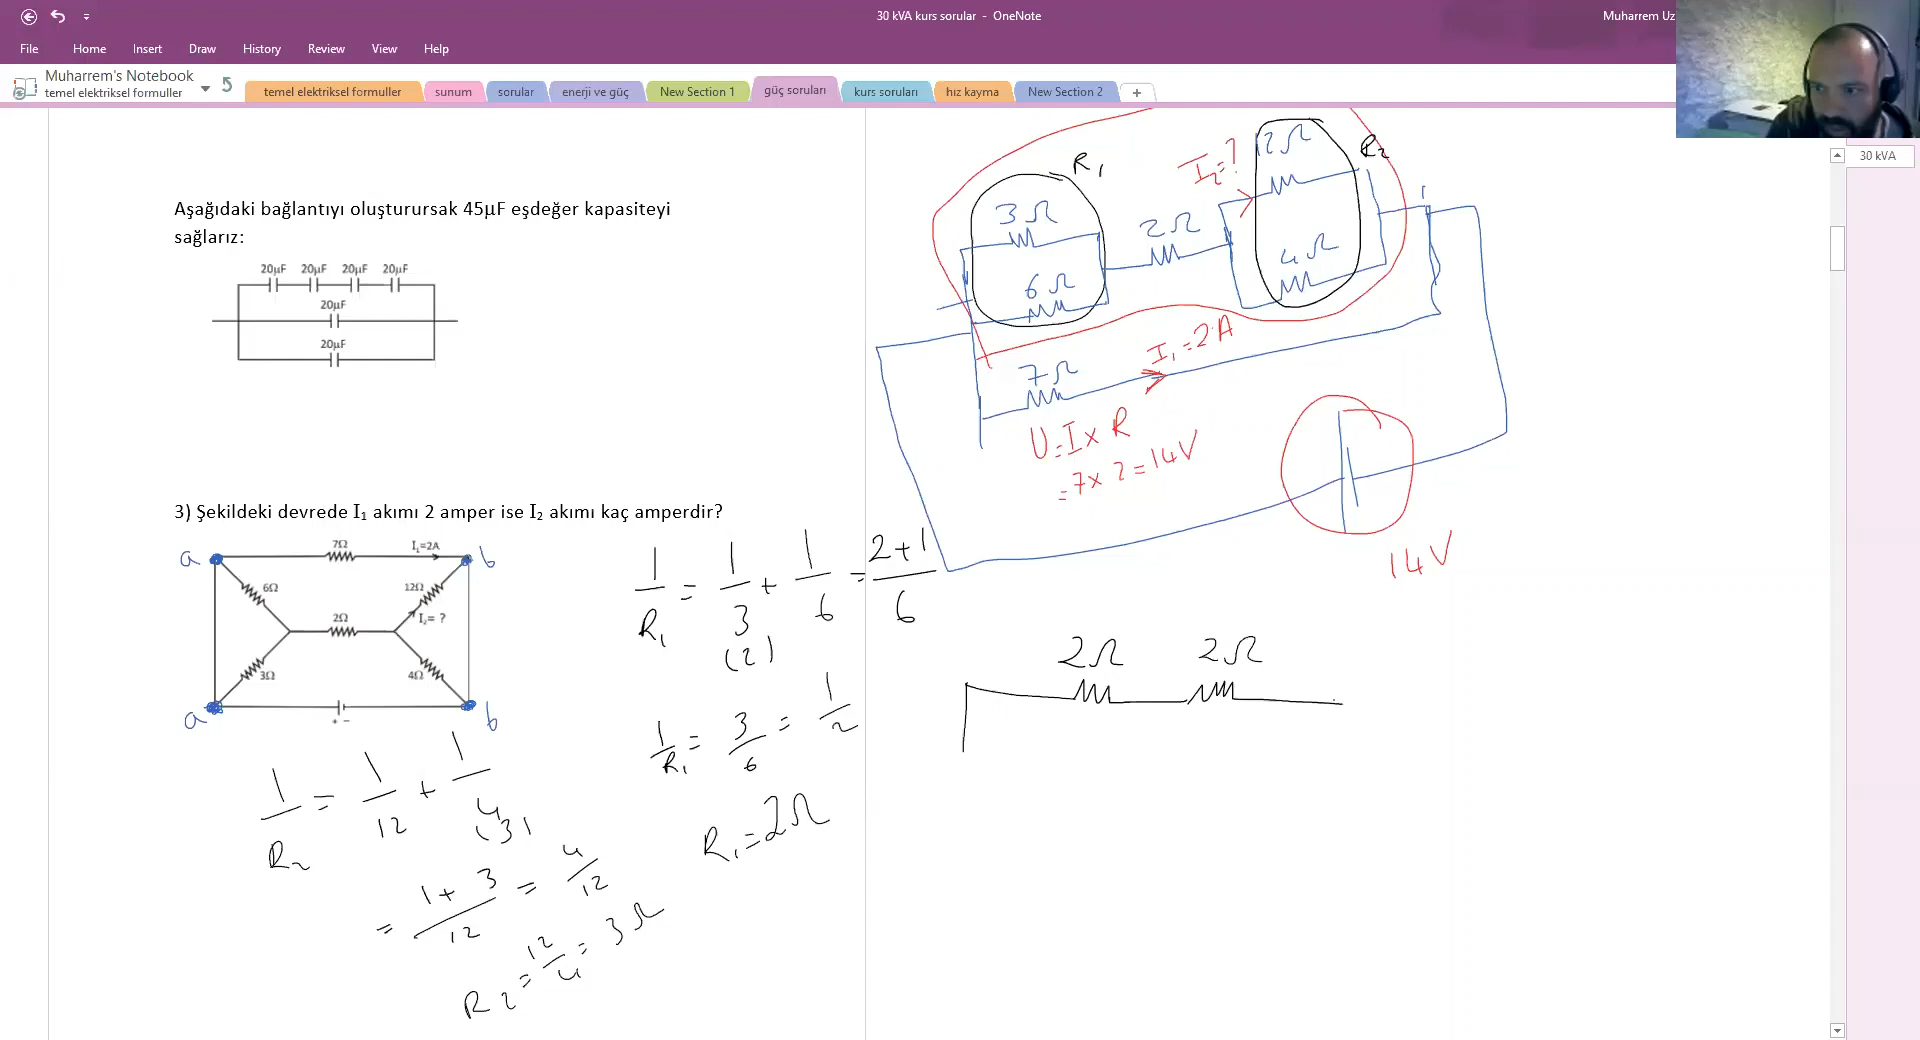 30 kVA kurs sorular - OneNote
Muharrem Uz
File Home Insert Draw History Review View Help
Muharrem's Notebook
temel elektriksel formuller
temel elektriksel formuller sunum sorular enerji ve güç New Section 1 güç soruları kurs soruları hız kayma New Section 2 +
30 kVA
Aşağıdaki bağlantıyı oluşturursak 45μF eşdeğer kapasiteyi
sağlarız:
20μF 20μF 20μF 20μF
20μF
20μF
3) Şekildeki devrede I₁ akımı 2 amper ise I₂ akımı kaç amperdir?
a 7Ω I₁=2A b
6Ω 12Ω
2Ω I₂= ?
3Ω 4Ω
a + - b
1/R₁ = 1/3 + 1/6 = 2+1/6
(2)
1/R₁ = 3/6 = 1/2
R₁=2Ω
1/R₂ = 1/12 + 1/4
(3)
= 1+3/12 = 4/12
R2 = 12/4 = 3Ω
R₁ I₂=? 12Ω R₂
3Ω 2Ω
6Ω 4Ω
7Ω I₁=2A
U=I×R
=7×2=14V
14V
2Ω 2Ω